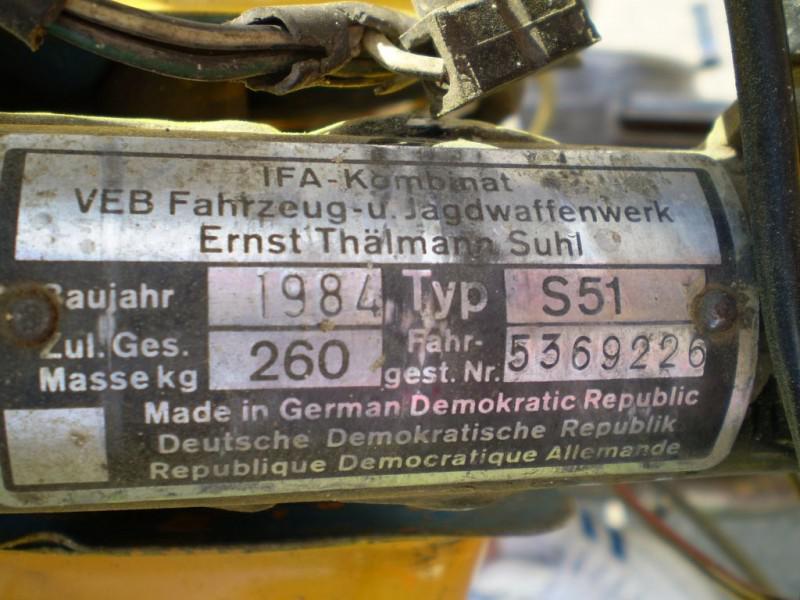 IFA-Kombinat
VEB Fahrzeug-u. Jagdwaffenwerk
Ernst Thälmann Suhl
Baujahr 1984 Typ S51
Zul. Ges. Masse kg 260 Fahr-gest. Nr. 5369226
Made in German Demokratic Republic
Deutsche Demokratische Republik
Republique Democratique Allemande